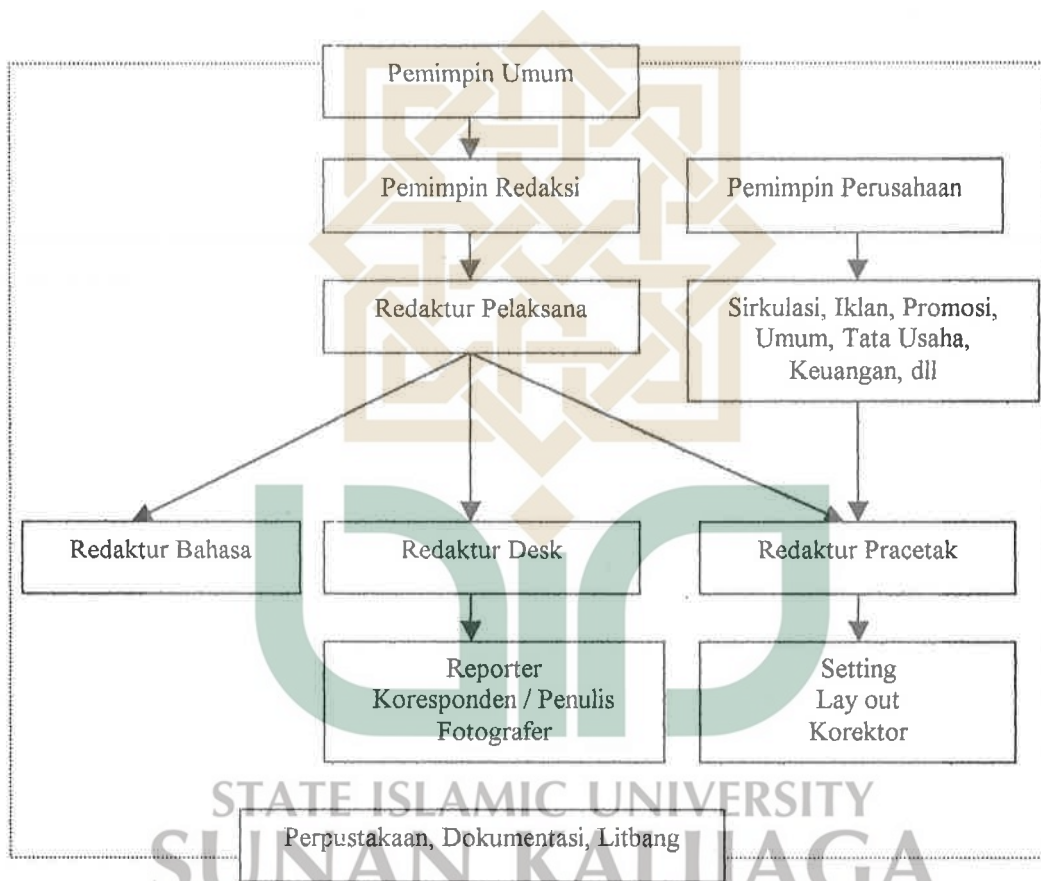 Pemimpin Umum
Pemimpin Redaksi
Pemimpin Perusahaan
Redaktur Pelaksana
Sirkulasi, Iklan, Promosi,
Umum, Tata Usaha,
Keuangan, dll
Redaktur Bahasa
Redaktur Desk
Redaktur Pracetak
Reporter
Koresponden / Penulis
Fotografer
Setting
Lay out
Korektor
STATE ISLAMIC UNIVERSITY
Perpustakaan, Dokumentasi, Litbang
SUNAN KALIJAGA